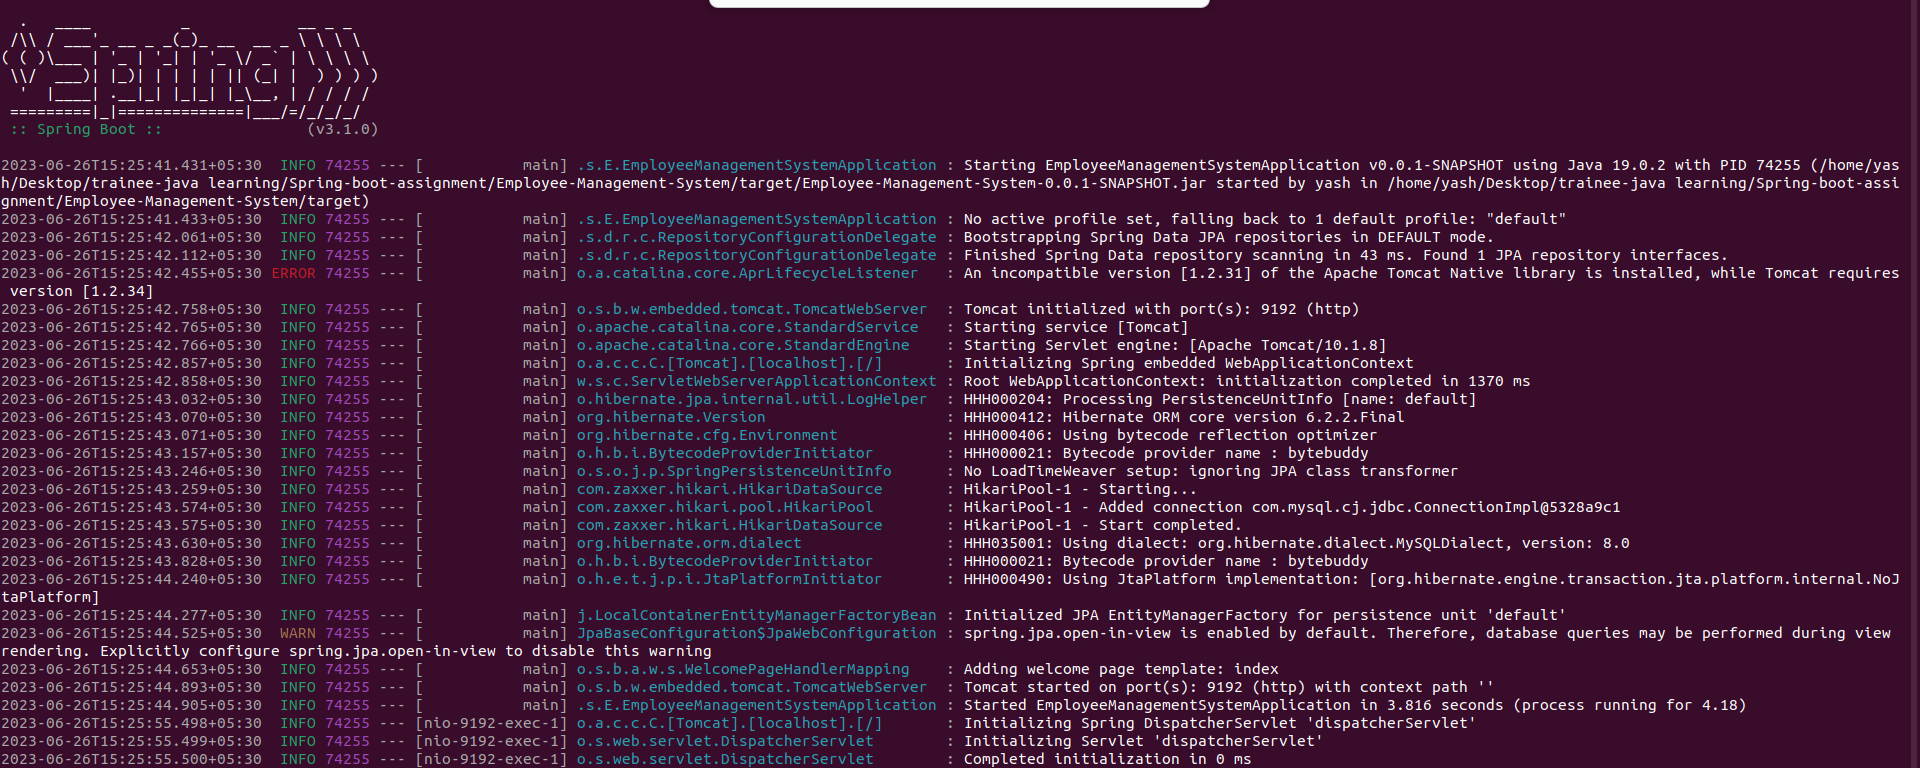 .   ____          _            __ _ _
 /\\ / ___'_ __ _ _(_)_ __  __ _ \ \ \ \
( ( )\___ | '_ | '_| | '_ \/ _` | \ \ \ \
 \\/  ___)| |_)| | | | | || (_| |  ) ) ) )
  '  |____| .__|_| |_|_| |_\__, | / / / /
 =========|_|==============|___/=/_/_/_/
 :: Spring Boot ::                (v3.1.0)
2023-06-26T15:25:41.431+05:30  INFO 74255 --- [           main] .s.E.EmployeeManagementSystemApplication : Starting EmployeeManagementSystemApplication v0.0.1-SNAPSHOT using Java 19.0.2 with PID 74255 (/home/yas
h/Desktop/trainee-java learning/Spring-boot-assignment/Employee-Management-System/target/Employee-Management-System-0.0.1-SNAPSHOT.jar started by yash in /home/yash/Desktop/trainee-java learning/Spring-boot-assi
gnment/Employee-Management-System/target)
2023-06-26T15:25:41.433+05:30  INFO 74255 --- [           main] .s.E.EmployeeManagementSystemApplication : No active profile set, falling back to 1 default profile: "default"
2023-06-26T15:25:42.061+05:30  INFO 74255 --- [           main] .s.d.r.c.RepositoryConfigurationDelegate : Bootstrapping Spring Data JPA repositories in DEFAULT mode.
2023-06-26T15:25:42.112+05:30  INFO 74255 --- [           main] .s.d.r.c.RepositoryConfigurationDelegate : Finished Spring Data repository scanning in 43 ms. Found 1 JPA repository interfaces.
2023-06-26T15:25:42.455+05:30 ERROR 74255 --- [           main] o.a.catalina.core.AprLifecycleListener   : An incompatible version [1.2.31] of the Apache Tomcat Native library is installed, while Tomcat requires
 version [1.2.34]
2023-06-26T15:25:42.758+05:30  INFO 74255 --- [           main] o.s.b.w.embedded.tomcat.TomcatWebServer  : Tomcat initialized with port(s): 9192 (http)
2023-06-26T15:25:42.765+05:30  INFO 74255 --- [           main] o.apache.catalina.core.StandardService   : Starting service [Tomcat]
2023-06-26T15:25:42.766+05:30  INFO 74255 --- [           main] o.apache.catalina.core.StandardEngine    : Starting Servlet engine: [Apache Tomcat/10.1.8]
2023-06-26T15:25:42.857+05:30  INFO 74255 --- [           main] o.a.c.c.C.[Tomcat].[localhost].[/]       : Initializing Spring embedded WebApplicationContext
2023-06-26T15:25:42.858+05:30  INFO 74255 --- [           main] w.s.c.ServletWebServerApplicationContext : Root WebApplicationContext: initialization completed in 1370 ms
2023-06-26T15:25:43.032+05:30  INFO 74255 --- [           main] o.hibernate.jpa.internal.util.LogHelper  : HHH000204: Processing PersistenceUnitInfo [name: default]
2023-06-26T15:25:43.070+05:30  INFO 74255 --- [           main] org.hibernate.Version                    : HHH000412: Hibernate ORM core version 6.2.2.Final
2023-06-26T15:25:43.071+05:30  INFO 74255 --- [           main] org.hibernate.cfg.Environment            : HHH000406: Using bytecode reflection optimizer
2023-06-26T15:25:43.157+05:30  INFO 74255 --- [           main] o.h.b.i.BytecodeProviderInitiator        : HHH000021: Bytecode provider name : bytebuddy
2023-06-26T15:25:43.246+05:30  INFO 74255 --- [           main] o.s.o.j.p.SpringPersistenceUnitInfo      : No LoadTimeWeaver setup: ignoring JPA class transformer
2023-06-26T15:25:43.259+05:30  INFO 74255 --- [           main] com.zaxxer.hikari.HikariDataSource       : HikariPool-1 - Starting...
2023-06-26T15:25:43.574+05:30  INFO 74255 --- [           main] com.zaxxer.hikari.pool.HikariPool        : HikariPool-1 - Added connection com.mysql.cj.jdbc.ConnectionImpl@5328a9c1
2023-06-26T15:25:43.575+05:30  INFO 74255 --- [           main] com.zaxxer.hikari.HikariDataSource       : HikariPool-1 - Start completed.
2023-06-26T15:25:43.630+05:30  INFO 74255 --- [           main] org.hibernate.orm.dialect                : HHH035001: Using dialect: org.hibernate.dialect.MySQLDialect, version: 8.0
2023-06-26T15:25:43.828+05:30  INFO 74255 --- [           main] o.h.b.i.BytecodeProviderInitiator        : HHH000021: Bytecode provider name : bytebuddy
2023-06-26T15:25:44.240+05:30  INFO 74255 --- [           main] o.h.e.t.j.p.i.JtaPlatformInitiator       : HHH000490: Using JtaPlatform implementation: [org.hibernate.engine.transaction.jta.platform.internal.NoJ
taPlatform]
2023-06-26T15:25:44.277+05:30  INFO 74255 --- [           main] j.LocalContainerEntityManagerFactoryBean : Initialized JPA EntityManagerFactory for persistence unit 'default'
2023-06-26T15:25:44.525+05:30  WARN 74255 --- [           main] JpaBaseConfiguration$JpaWebConfiguration : spring.jpa.open-in-view is enabled by default. Therefore, database queries may be performed during view
rendering. Explicitly configure spring.jpa.open-in-view to disable this warning
2023-06-26T15:25:44.653+05:30  INFO 74255 --- [           main] o.s.b.a.w.s.WelcomePageHandlerMapping    : Adding welcome page template: index
2023-06-26T15:25:44.893+05:30  INFO 74255 --- [           main] o.s.b.w.embedded.tomcat.TomcatWebServer  : Tomcat started on port(s): 9192 (http) with context path ''
2023-06-26T15:25:44.905+05:30  INFO 74255 --- [           main] .s.E.EmployeeManagementSystemApplication : Started EmployeeManagementSystemApplication in 3.816 seconds (process running for 4.18)
2023-06-26T15:25:55.498+05:30  INFO 74255 --- [nio-9192-exec-1] o.a.c.c.C.[Tomcat].[localhost].[/]       : Initializing Spring DispatcherServlet 'dispatcherServlet'
2023-06-26T15:25:55.499+05:30  INFO 74255 --- [nio-9192-exec-1] o.s.web.servlet.DispatcherServlet        : Initializing Servlet 'dispatcherServlet'
2023-06-26T15:25:55.500+05:30  INFO 74255 --- [nio-9192-exec-1] o.s.web.servlet.DispatcherServlet        : Completed initialization in 0 ms